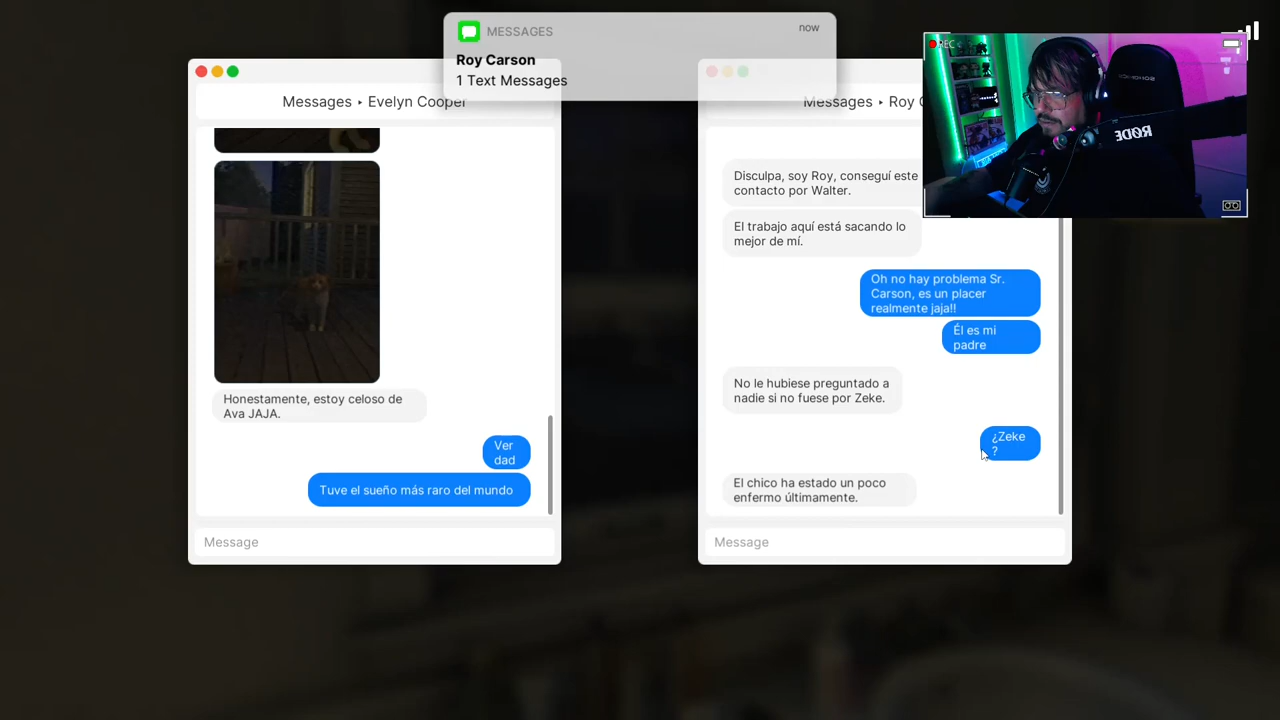 MESSAGES
now
Roy Carson
1 Text Messages
Messages ▸ Evelyn Cooper
Honestamente, estoy celoso de
Ava JAJA.
Ver
dad
Tuve el sueño más raro del mundo
Message
Messages ▸ Roy C
Disculpa, soy Roy, conseguí este
contacto por Walter.
El trabajo aquí está sacando lo
mejor de mí.
Oh no hay problema Sr.
Carson, es un placer
realmente jaja!!
Él es mi
padre
No le hubiese preguntado a
nadie si no fuese por Zeke.
¿Zeke
?
El chico ha estado un poco
enfermo últimamente.
Message
REC
RØDE